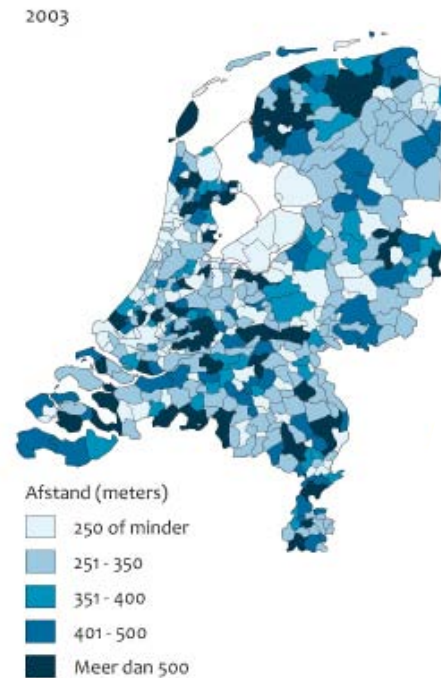 2003
Afstand (meters)
250 of minder
251 - 350
351 - 400
401 - 500
Meer dan 500